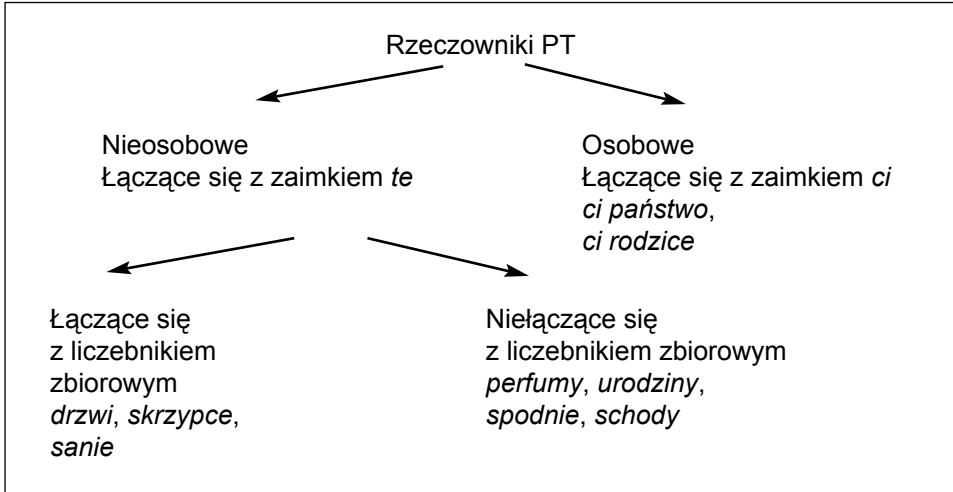 Rzeczowniki PT
Nieosobowe
Łączące się z zaimkiem te
Osobowe
Łączące się z zaimkiem ci
ci państwo,
ci rodzice
Łączące się
z liczebnikiem
zbiorowym
drzwi, skrzypce,
sanie
Niełączące się
z liczebnikiem zbiorowym
perfumy, urodziny,
spodnie, schody